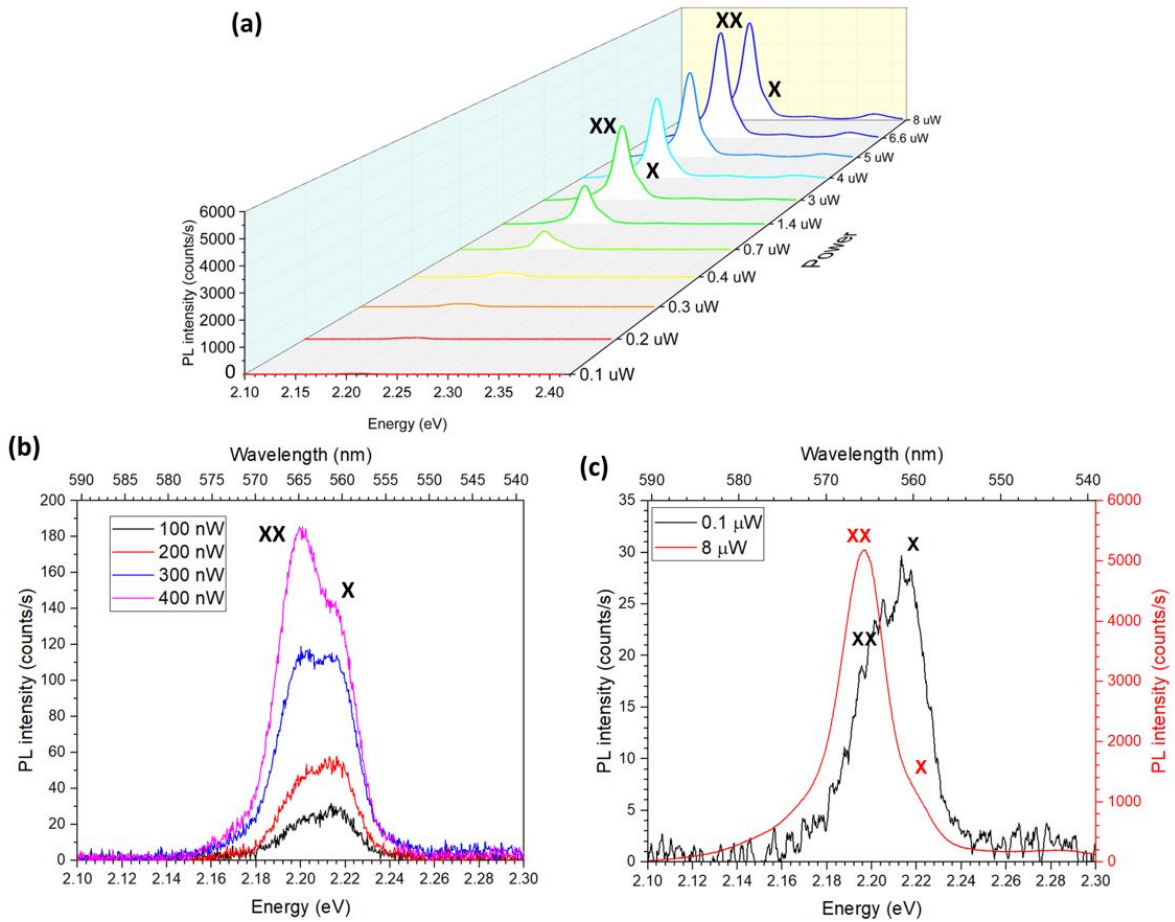 (a)
XX
X
XX
X
6000
5000
4000
3000
2000
1000
0
PL intensity (counts/s)
2.10 2.15 2.20 2.25 2.30 2.35 2.40
Energy (eV)
8 uW
6.6 uW
5 uW
4 uW
3 uW
1.4 uW
0.7 uW
0.4 uW
0.3 uW
0.2 uW
0.1 uW
Power
(b)
Wavelength (nm)
590 585 580 575 570 565 560 555 550 545 540
200
180
160
140
120
100
80
60
40
20
0
PL intensity (counts/s)
100 nW
200 nW
300 nW
400 nW
XX
X
2.10 2.12 2.14 2.16 2.18 2.20 2.22 2.24 2.26 2.28 2.30
Energy (eV)
(c)
Wavelength (nm)
590 580 570 560 550 540
35
30
25
20
15
10
5
0
PL intensity (counts/s)
0.1 μW
8 μW
XX
X
XX
X
6000
5000
4000
3000
2000
1000
0
PL intensity (counts/s)
2.10 2.12 2.14 2.16 2.18 2.20 2.22 2.24 2.26 2.28 2.30
Energy (eV)